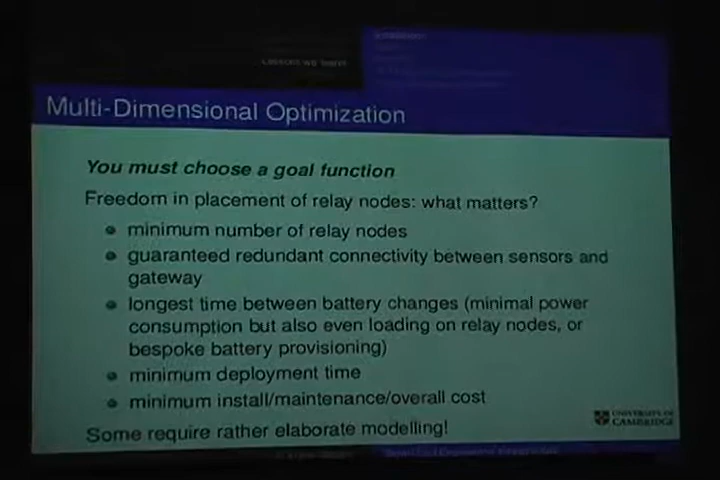 Multi-Dimensional Optimization
You must choose a goal function
Freedom in placement of relay nodes: what matters?
minimum number of relay nodes
guaranteed redundant connectivity between sensors and
gateway
longest time between battery changes (minimal power
consumption but also even loading on relay nodes, or
bespoke battery provisioning)
minimum deployment time
minimum install/maintenance/overall cost
Some require rather elaborate modelling!
UNIVERSITY OF
CAMBRIDGE